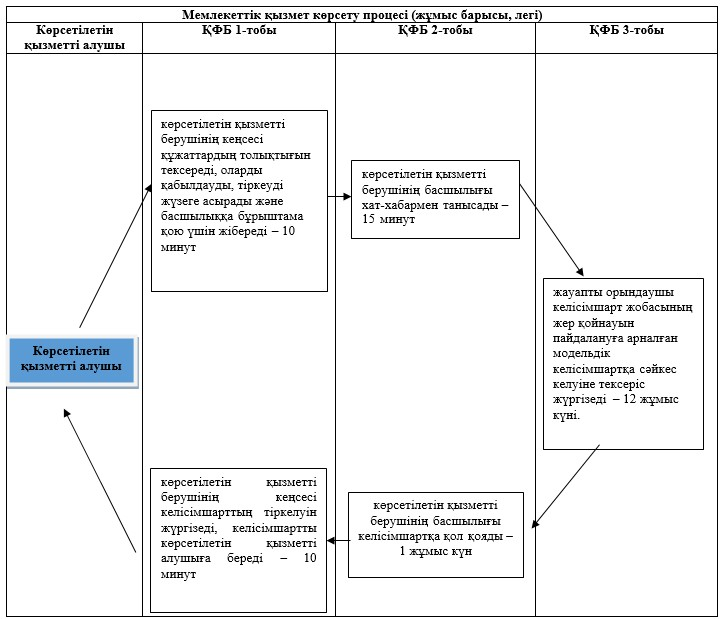 Мемлекеттік қызмет көрсету процесі (жұмыс барысы, легі)
Көрсетілетін
қызметті алушы
ҚФБ 1-тобы
ҚФБ 2-тобы
ҚФБ 3-тобы
көрсетілетін қызметті
берушінің кеңсесі
құжаттардың толықтығын
тексереді, оларды
қабылдауды, тіркеуді
жүзеге асырады және
басшылыққа бұрыштама
қою үшін жібереді – 10
минут
көрсетілетін қызметті
берушінің басшылығы
хат-хабармен танысады –
15 минут
жауапты орындаушы
келісімшарт жобасының
жер қойнауын
пайдалануға арналған
модельдік
келісімшартқа сәйкес
келуіне тексеріс
жүргізеді – 12 жұмыс
күні.
Көрсетілетін
қызметті алушы
көрсетілетін қызметті
берушінің кеңсесі
келісімшарттың тіркелуін
жүргізеді, келісімшартты
көрсетілетін қызметті
алушыға береді – 10
минут
көрсетілетін қызметті
берушінің басшылығы
келісімшартқа қол қояды –
1 жұмыс күн